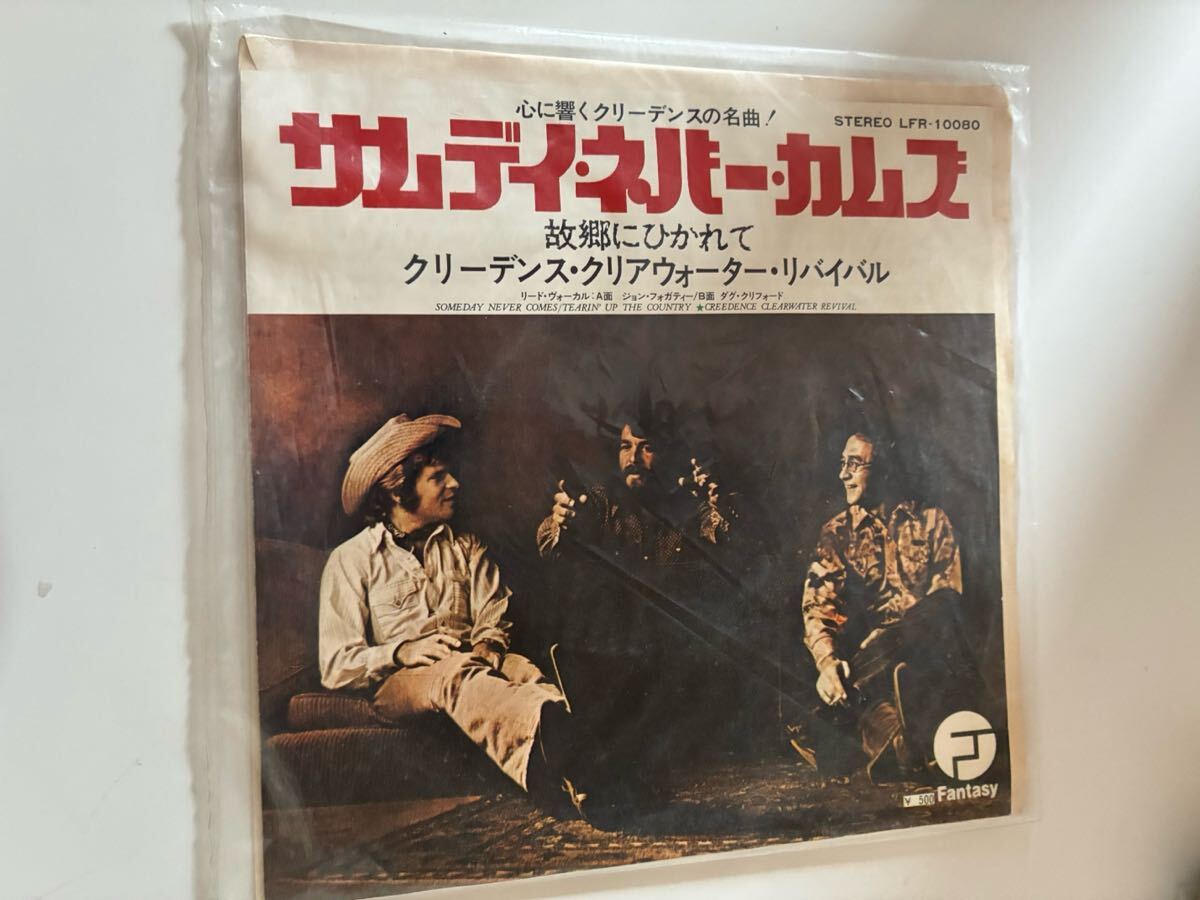 心に響くクリーデンスの名曲!
STEREO LFR-10080
サムデイ・ネバー・カムズ
故郷にひかれて
クリーデンス・クリアウォーター・リバイバル
リード・ヴォーカル:A面 ジョン・フォガティー/B面 ダグ・クリフォード
SOMEDAY NEVER COMES/TEARIN' UP THE COUNTRY ★CREEDENCE CLEARWATER REVIVAL
¥ 500
Fantasy